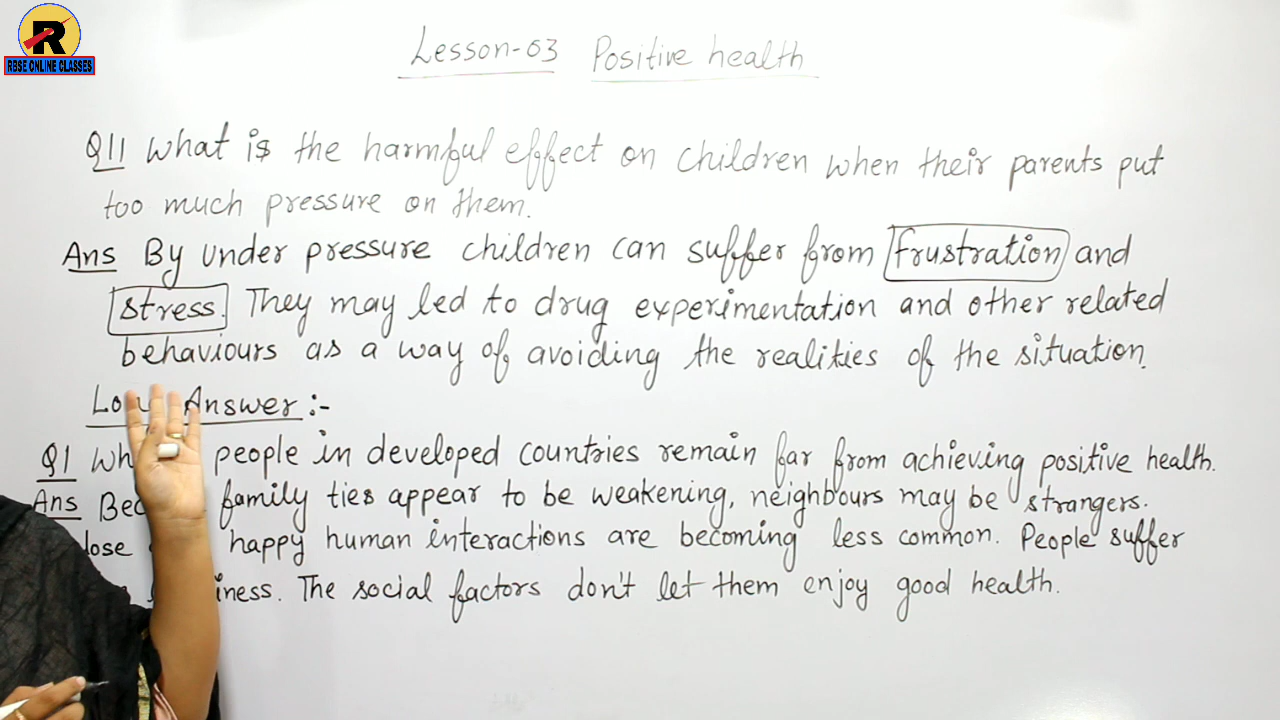 R
RBSE ONLINE CLASSES
Lesson-03 Positive health
Q11 What is the harmful effect on children when their parents put
too much pressure on them.
Ans By under pressure children can suffer from frustration and
stress. They may led to drug experimentation and other related
behaviours as a way of avoiding the realities of the situation.
Answer :-
Q1 people in developed countries remain far from achieving positive health.
Ans family ties appear to be weakening, neighbours may be strangers.
happy human interactions are becoming less common. People suffer
The social factors don't let them enjoy good health.